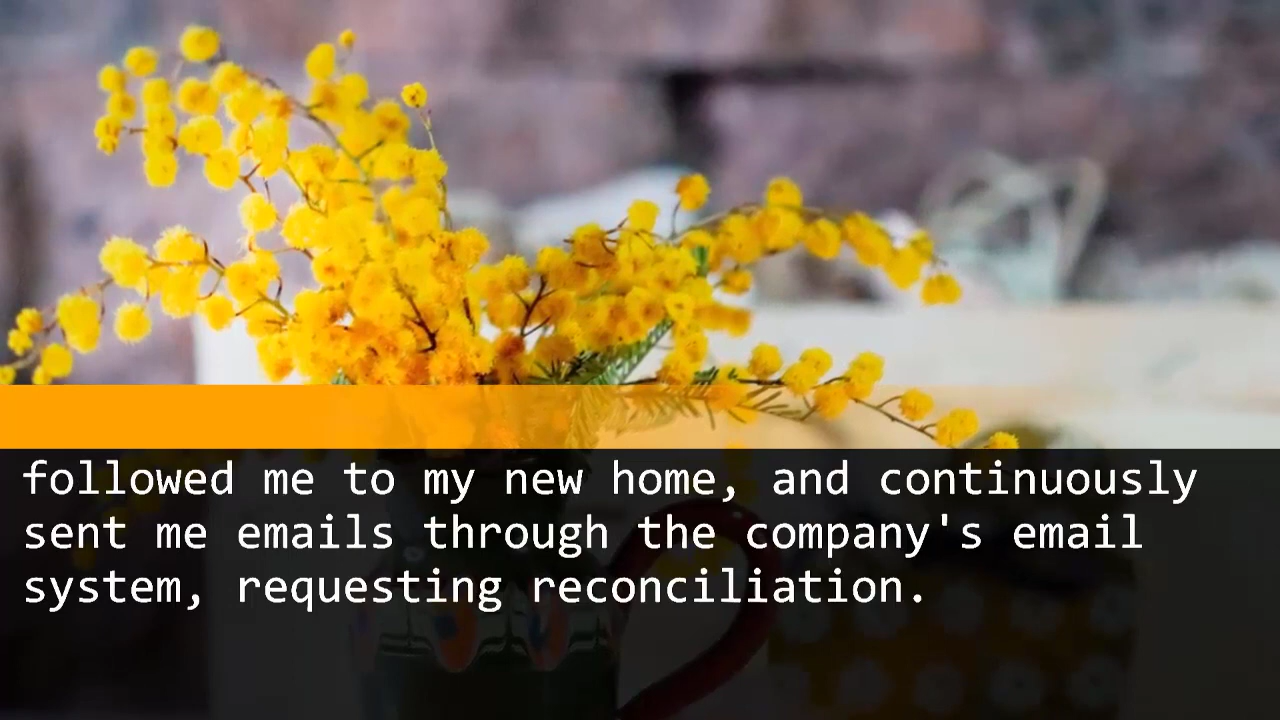 followed me to my new home, and continuously
sent me emails through the company's email
system, requesting reconciliation.